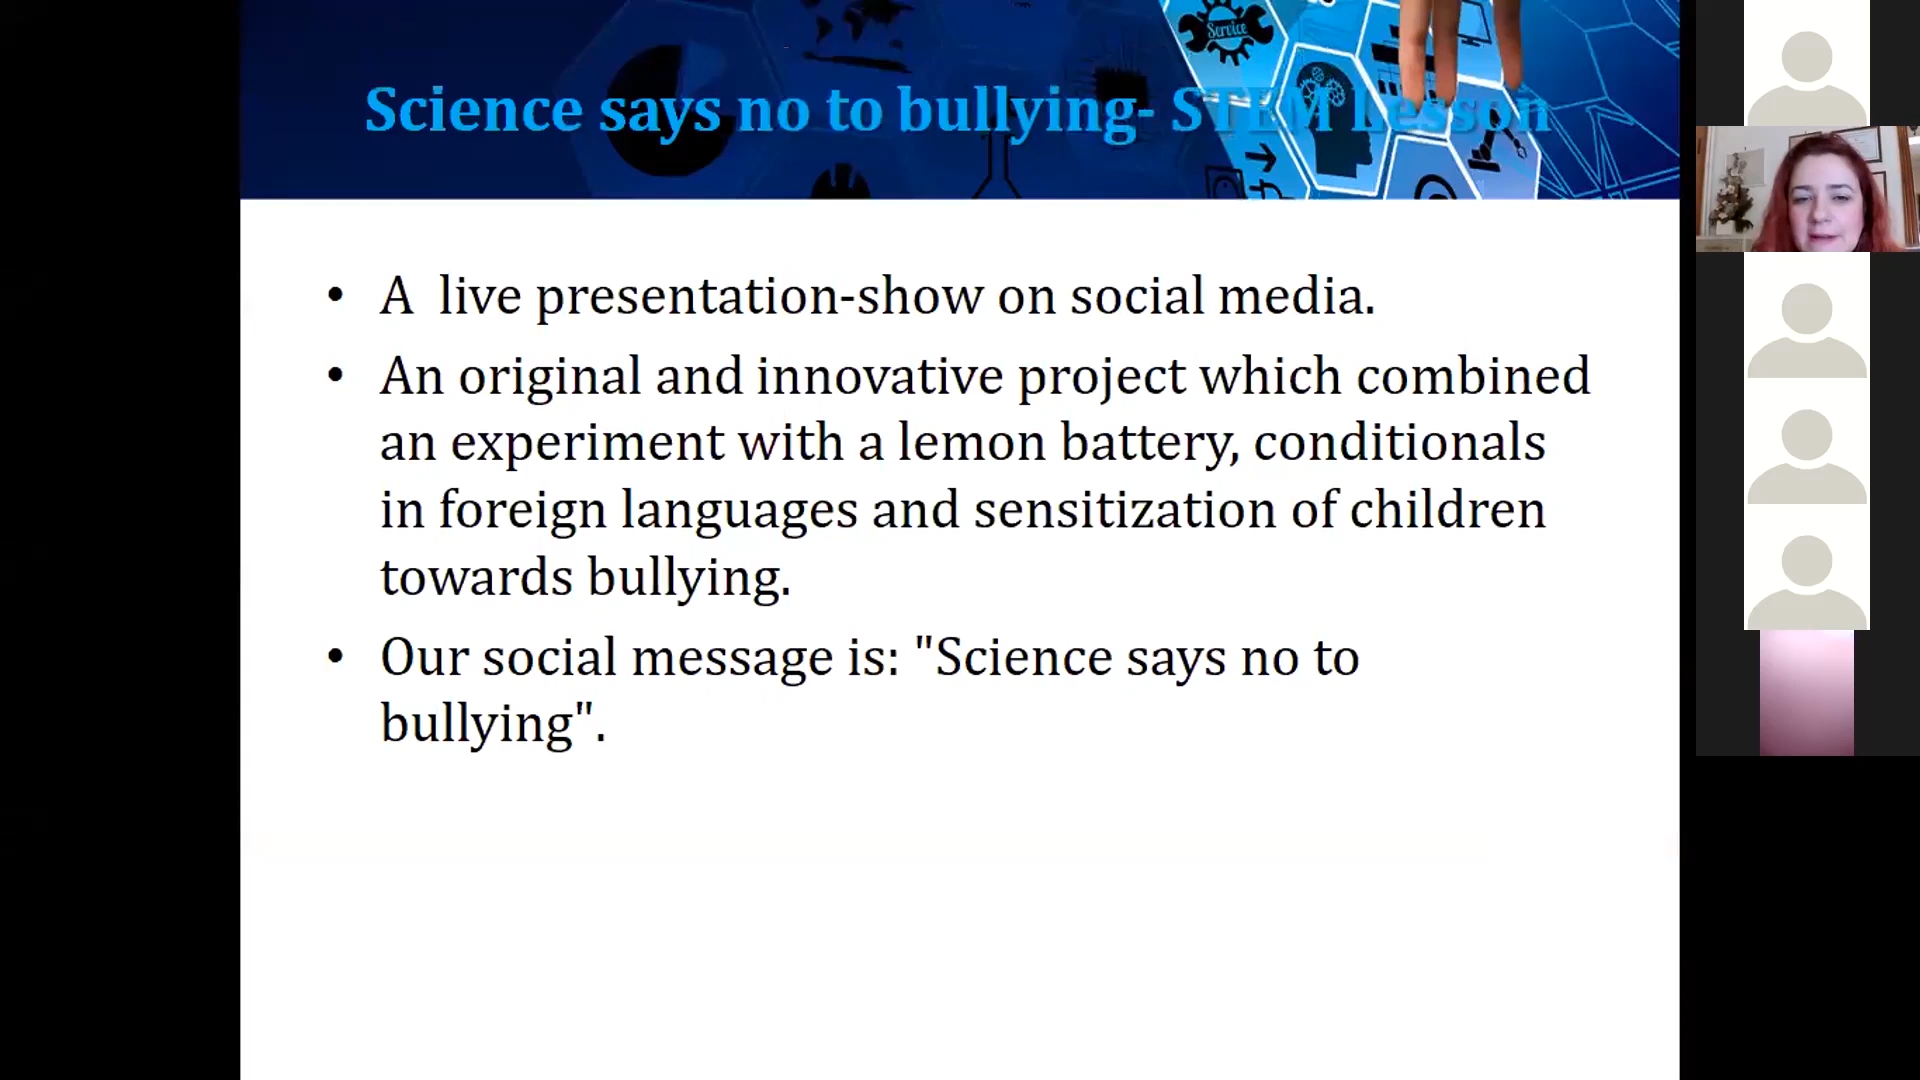 Service
Science says no to bullying- STEM Lesson
• A live presentation-show on social media.
• An original and innovative project which combined
an experiment with a lemon battery, conditionals
in foreign languages and sensitization of children
towards bullying.
• Our social message is: "Science says no to
bullying".